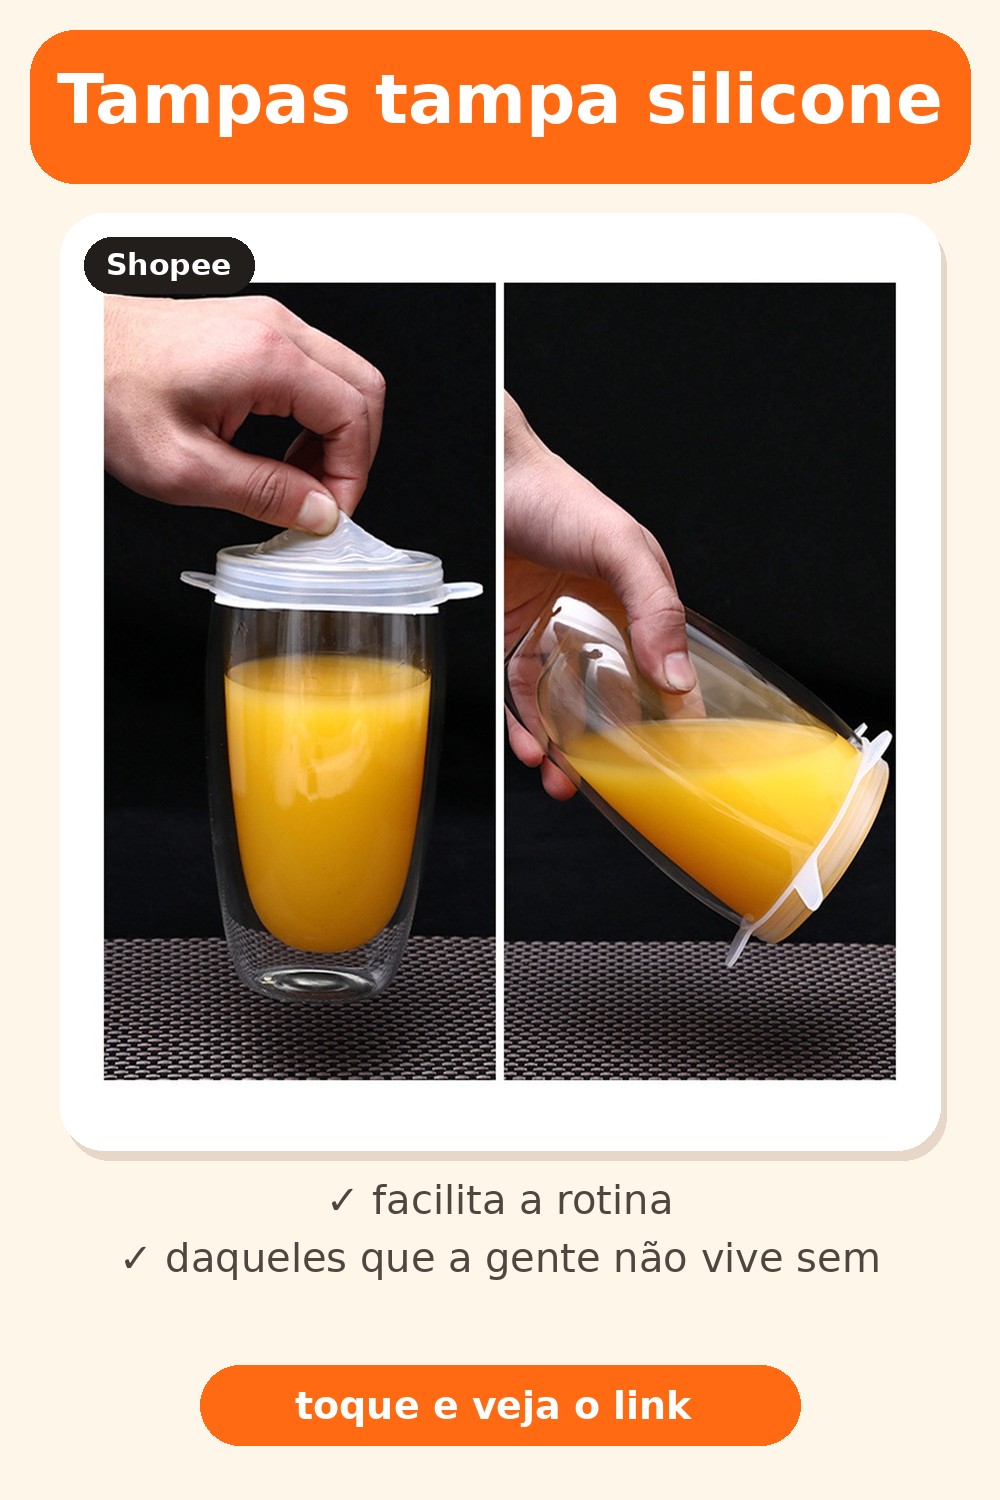 Tampas tampa silicone
Shopee
✓ facilita a rotina
✓ daqueles que a gente não vive sem
toque e veja o link